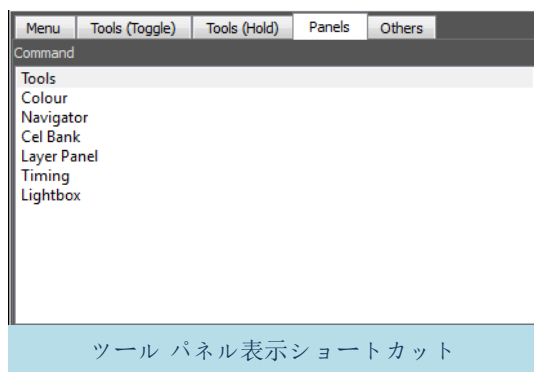 Menu Tools (Toggle) Tools (Hold) Panels Others
Command
Tools
Colour
Navigator
Cel Bank
Layer Panel
Timing
Lightbox
ツール パネル表示ショートカット